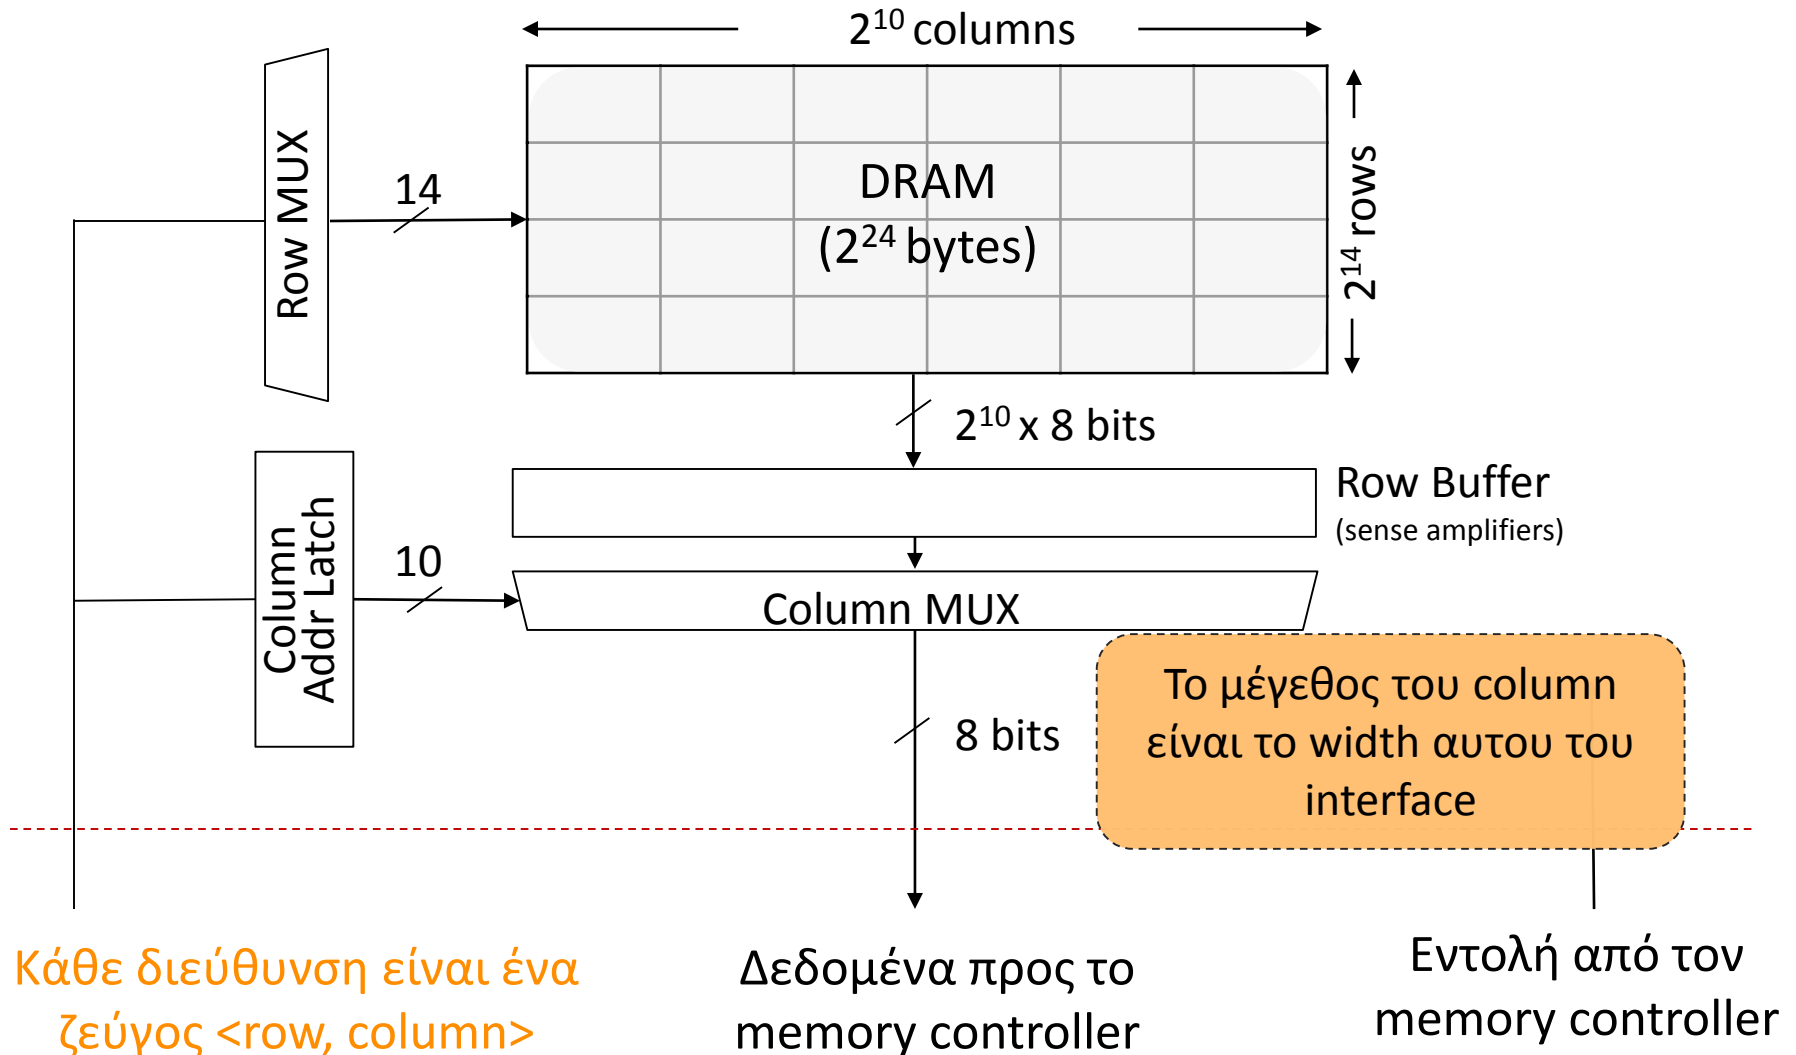 2¹⁰ columns
Row MUX
14
DRAM
(2²⁴ bytes)
2¹⁴ rows
2¹⁰ x 8 bits
Row Buffer
(sense amplifiers)
Column
Addr Latch
10
Column MUX
8 bits
Το μέγεθος του column
είναι το width αυτου του
interface
Κάθε διεύθυνση είναι ένα
ζεύγος <row, column>
Δεδομένα προς το
memory controller
Εντολή από τον
memory controller